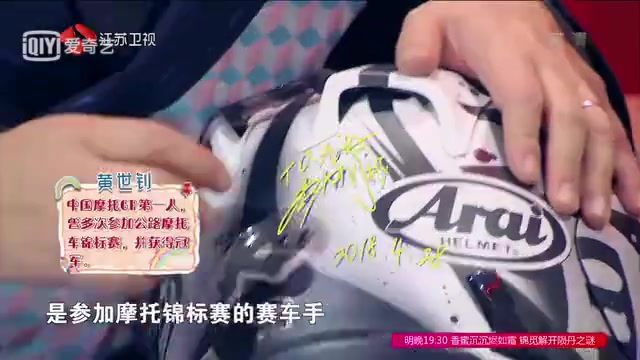 QIY 爱奇艺
江苏卫视
黄世钊
中国摩托GP第一人,
曾多次参加公路摩托
车锦标赛,并获得冠
军。
Arai
HELMET
2018.4.28
是参加摩托锦标赛的赛车手
明晚19:30 香蜜沉沉烬如霜 锦觅解开陨丹之谜